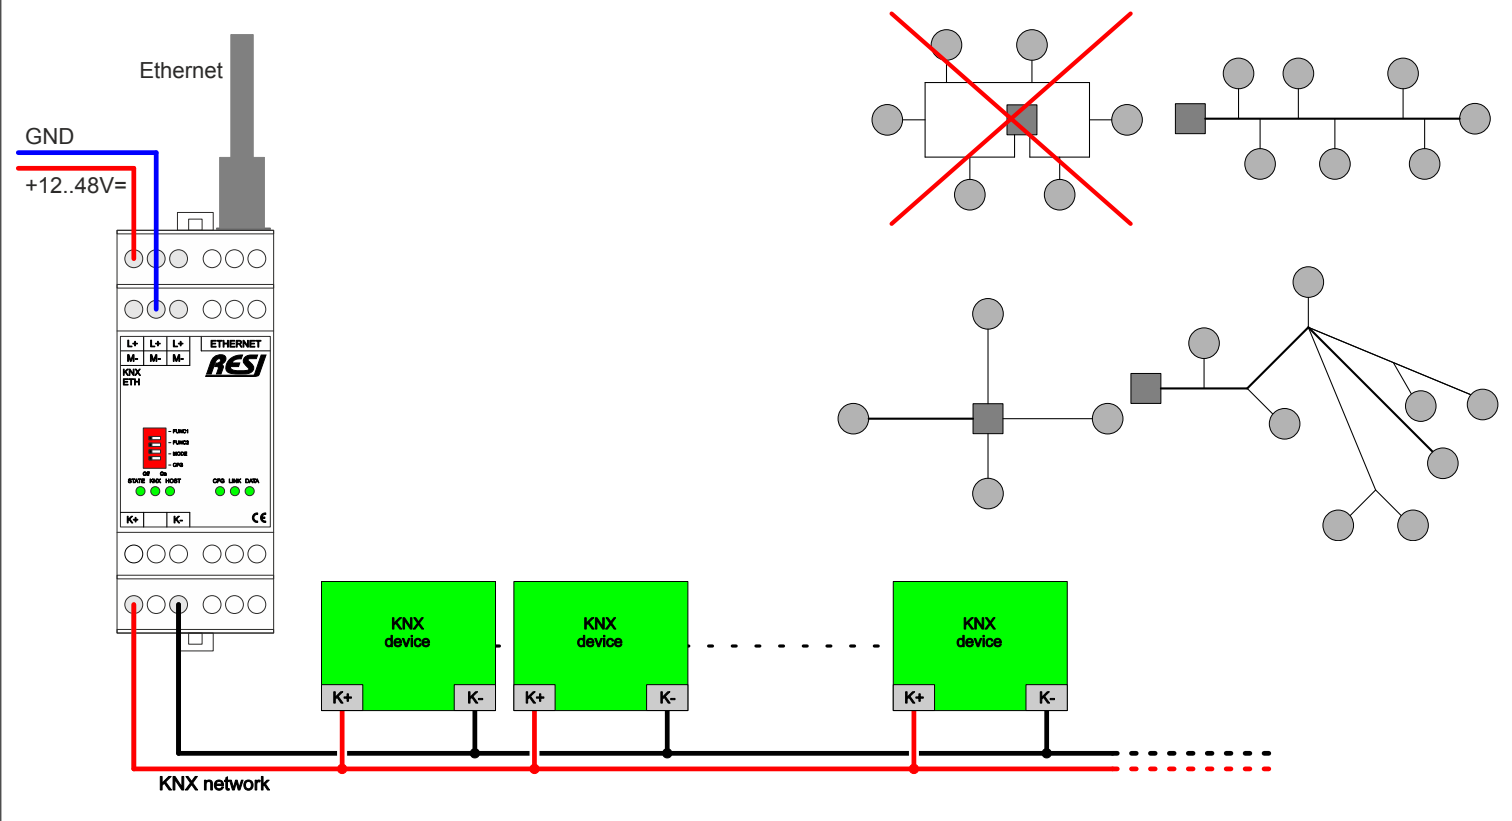 Ethernet
GND
+12..48V=
L+ L+ L+ ETHERNET
M- M- M- RESI
KNX
ETH
FUNC1
FUNC2
MODE
CFG
Off On
STATE KNX HOST CFG LINK DATA
K+ K- CE
KNX
device
KNX
device
KNX
device
K+ K- K+ K- K+ K-
KNX network